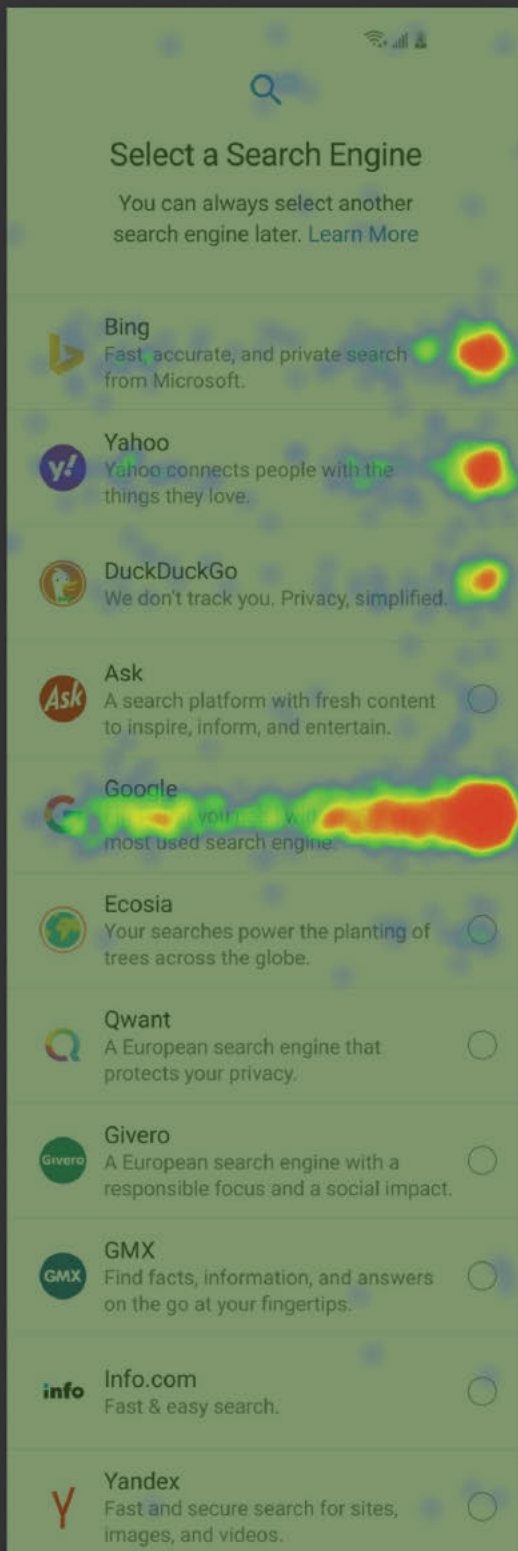 Select a Search Engine
You can always select another
search engine later. Learn More
Bing
Fast, accurate, and private search
from Microsoft.
y!
Yahoo
Yahoo connects people with the
things they love.
DuckDuckGo
We don't track you. Privacy, simplified.
Ask
Ask
A search platform with fresh content
to inspire, inform, and entertain.
Google
you
most used search engine.
Ecosia
Your searches power the planting of
trees across the globe.
Qwant
A European search engine that
protects your privacy.
Givero
Givero
A European search engine with a
responsible focus and a social impact.
GMX
GMX
Find facts, information, and answers
on the go at your fingertips.
info
Info.com
Fast & easy search.
Yandex
Fast and secure search for sites,
images, and videos.